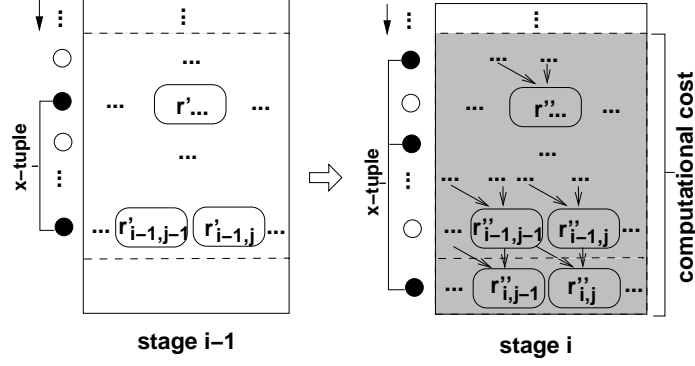 ...
...
r'...
... ...
...
x−tuple
...
... r'i−1,j−1 r'i−1,j ...
stage i−1
...
...
... ...
... r''... ...
...
x−tuple
...
... ... ... ...
... r''i−1,j−1 r''i−1,j ...
... r''i,j−1 r''i,j ...
computational cost
stage i